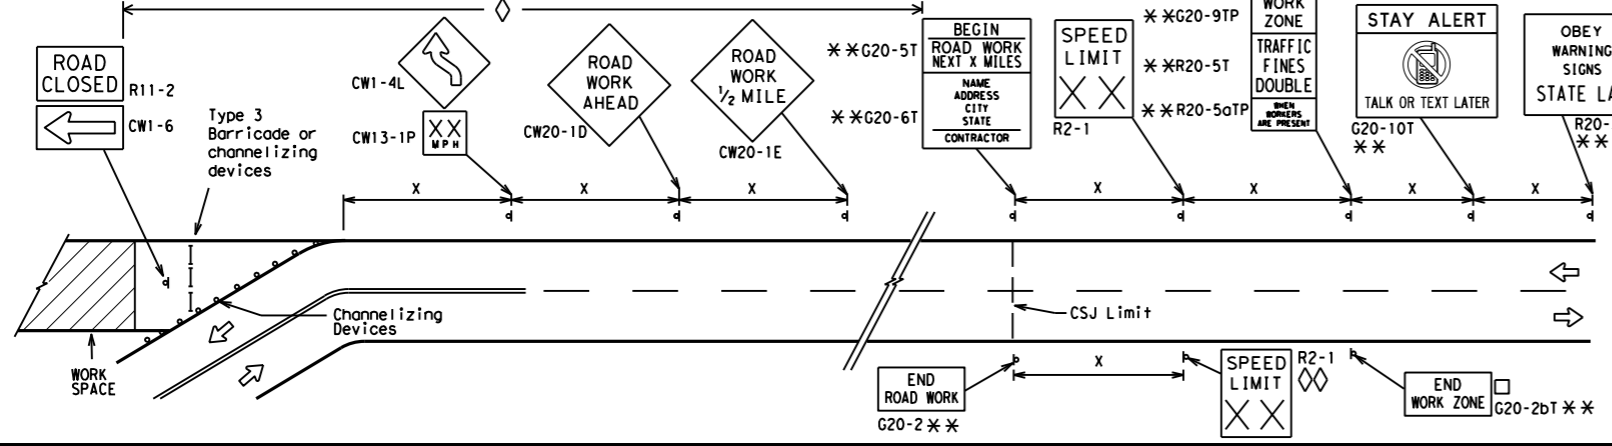 ROAD
CLOSED
R11-2
CW1-6
Type 3
Barricade or
channelizing
devices
CW1-4L
XX
MPH
CW13-1P
ROAD
WORK
AHEAD
CW20-1D
ROAD
WORK
1/2 MILE
CW20-1E
* *G20-5T
* *G20-6T
BEGIN
ROAD WORK
NEXT X MILES
NAME
ADDRESS
CITY
STATE
CONTRACTOR
SPEED
LIMIT
X X
R2-1
* *G20-9TP
* *R20-5T
* *R20-5aTP
WORK
ZONE
TRAFFIC
FINES
DOUBLE
WHEN
WORKERS
ARE PRESENT
STAY ALERT
TALK OR TEXT LATER
G20-10T
* *
OBEY
WARNING
SIGNS
STATE LA
R20-
* *
X
X
X
X
X
X
X
Channelizing
Devices
CSJ Limit
WORK
SPACE
END
ROAD WORK
G20-2 * *
X
SPEED
LIMIT
X X
R2-1
END
WORK ZONE
G20-2bT * *